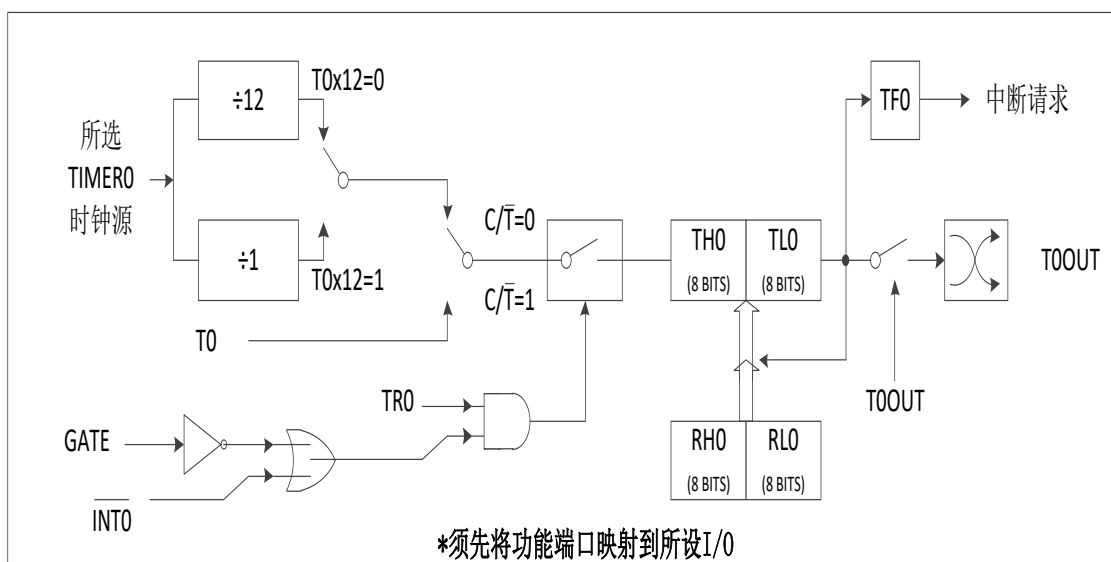 ÷12
T0x12=0
TF0
中断请求
所选
TIMER0
时钟源
÷1
T0x12=1
C/T̅=0
C/T̅=1
TH0
(8 BITS)
TL0
(8 BITS)
T0OUT
T0
T0OUT
TR0
GATE
INT0
RH0
(8 BITS)
RL0
(8 BITS)
*须先将功能端口映射到所设I/0